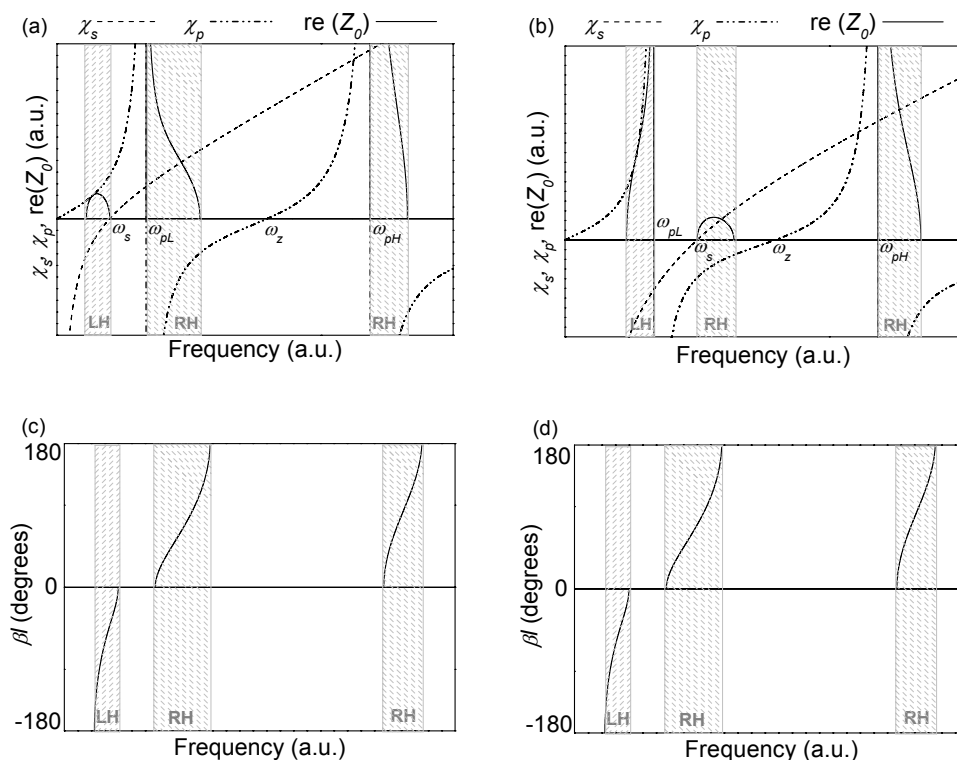 (a) χs χp re (Z0)
χs, χp, re(Z0) (a.u.)
ωs ωpL ωz ωpH
LH RH RH
Frequency (a.u.)
(b) χs χp re (Z0)
χs, χp, re(Z0) (a.u.)
ωpL
ωs ωz ωpH
LH RH RH
Frequency (a.u.)
(c)
180
0
-180
βl (degrees)
LH RH RH
Frequency (a.u.)
(d)
180
0
-180
βl (degrees)
LH RH RH
Frequency (a.u.)